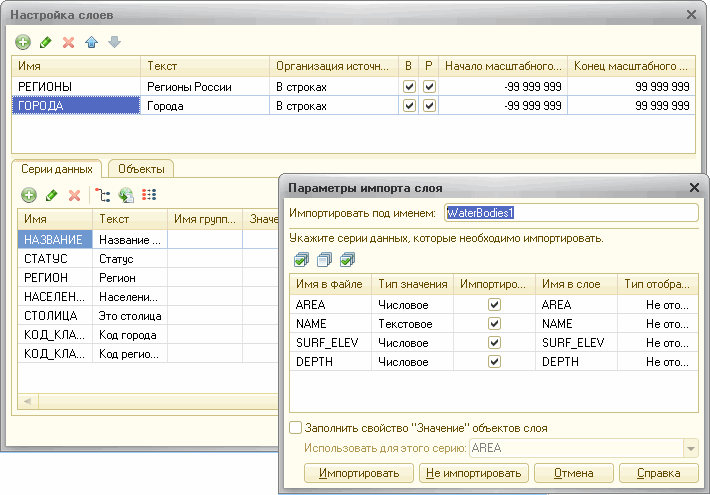 Настройка слоев
Имя Текст Организация источн... В Р Начало масштабного... Конец масштабного ...
РЕГИОНЫ Регионы России В строках -99 999 999 99 999 999
ГОРОДА Города В строках -99 999 999 99 999 999
Серии данных Объекты
Имя Текст Имя групп... Значе
НАЗВАНИЕ Название ...
СТАТУС Статус
РЕГИОН Регион
НАСЕЛЕН... Населени...
СТОЛИЦА Это столица
КОД_КЛА... Код города
КОД_КЛА... Код регио...
Параметры импорта слоя
Импортировать под именем: WaterBodies1
Укажите серии данных, которые необходимо импортировать.
Имя в файле Тип значения Импортиро... Имя в слое Тип отобра...
AREA Числовое AREA Не ото...
NAME Текстовое NAME Не ото...
SURF_ELEV Числовое SURF_ELEV Не ото...
DEPTH Числовое DEPTH Не ото...
Заполнить свойство "Значение" объектов слоя
Использовать для этого серию: AREA
Импортировать Не импортировать Отмена Справка